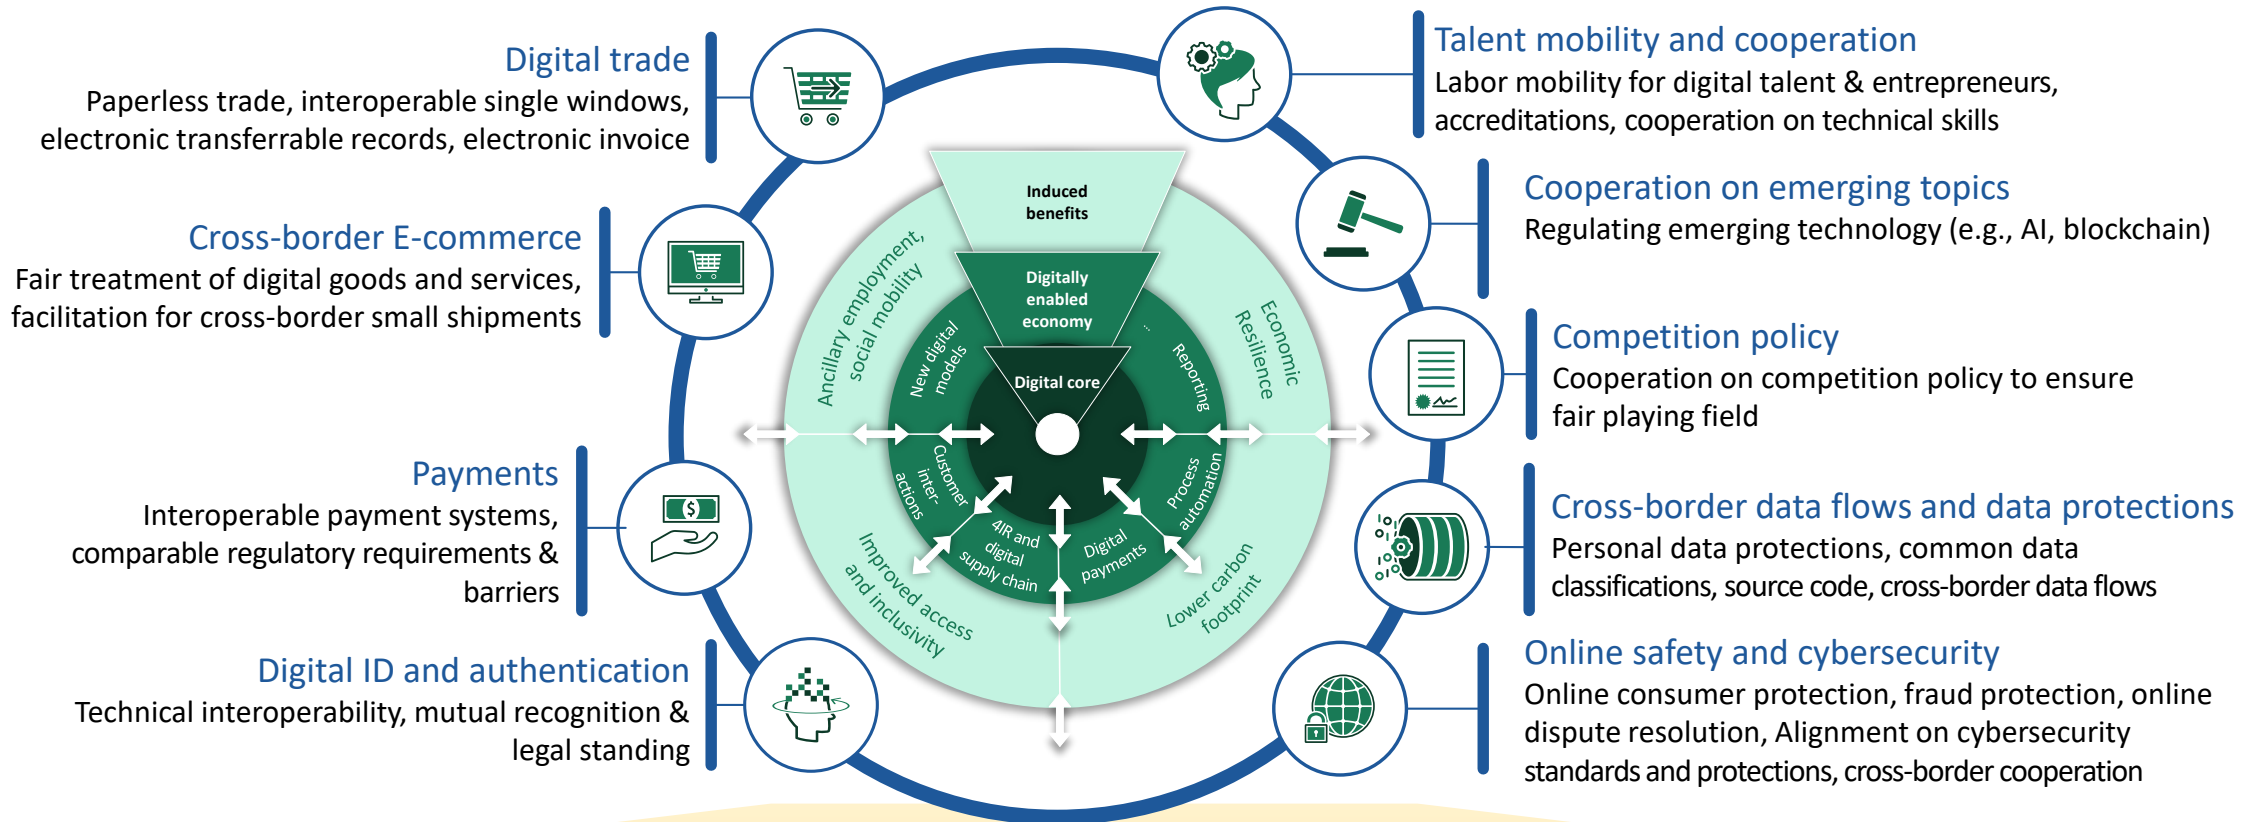 Digital trade
Paperless trade, interoperable single windows,
electronic transferrable records, electronic invoice
Cross-border E-commerce
Fair treatment of digital goods and services,
facilitation for cross-border small shipments
Payments
Interoperable payment systems,
comparable regulatory requirements &
barriers
Digital ID and authentication
Technical interoperability, mutual recognition &
legal standing
Induced
benefits
Digitally
enabled
economy
Digital core
Ancillary employment,
social mobility
Economic
Resilience
Improved access
and inclusivity
Lower carbon
footprint
New digital
models
...
Reporting
Customer
inter-
actions
Process
automation
4IR and
digital
supply chain
Digital
payments
$
Talent mobility and cooperation
Labor mobility for digital talent & entrepreneurs,
accreditations, cooperation on technical skills
Cooperation on emerging topics
Regulating emerging technology (e.g., AI, blockchain)
Competition policy
Cooperation on competition policy to ensure
fair playing field
Cross-border data flows and data protections
Personal data protections, common data
classifications, source code, cross-border data flows
Online safety and cybersecurity
Online consumer protection, fraud protection, online
dispute resolution, Alignment on cybersecurity
standards and protections, cross-border cooperation